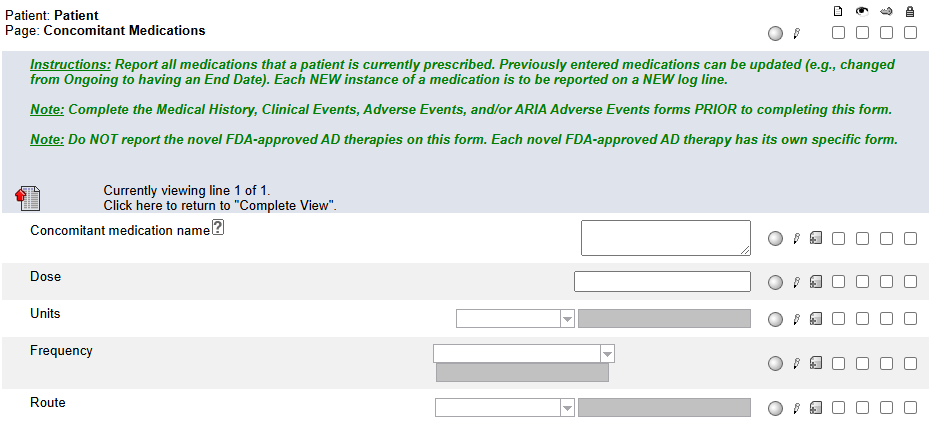 Patient: Patient
Page: Concomitant Medications
Instructions: Report all medications that a patient is currently prescribed. Previously entered medications can be updated (e.g., changed
from Ongoing to having an End Date). Each NEW instance of a medication is to be reported on a NEW log line.
Note: Complete the Medical History, Clinical Events, Adverse Events, and/or ARIA Adverse Events forms PRIOR to completing this form.
Note: Do NOT report the novel FDA-approved AD therapies on this form. Each novel FDA-approved AD therapy has its own specific form.
Currently viewing line 1 of 1.
Click here to return to "Complete View".
Concomitant medication name ?
Dose
Units
Frequency
Route